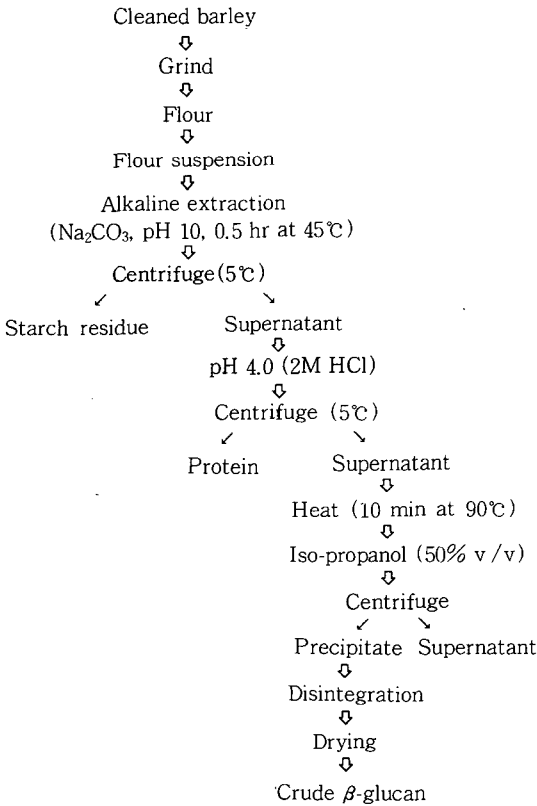 Cleaned barley
Grind
Flour
Flour suspension
Alkaline extraction
(Na₂CO₃, pH 10, 0.5 hr at 45℃)
Centrifuge(5℃)
Starch residue Supernatant
pH 4.0 (2M HCl)
Centrifuge (5℃)
Protein Supernatant
Heat (10 min at 90℃)
Iso-propanol (50% v/v)
Centrifuge
Precipitate Supernatant
Disintegration
Drying
Crude β-glucan